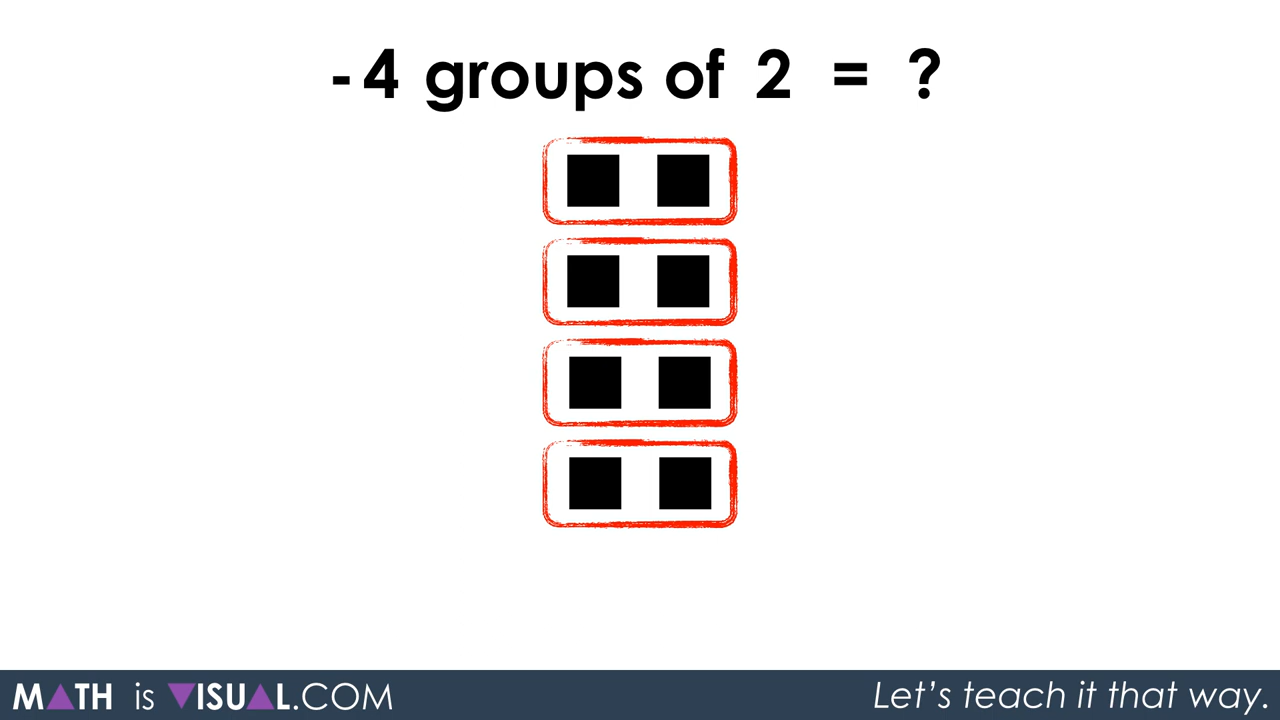 -4 groups of 2 = ?
MATH is VISUAL.COM
Let's teach it that way.